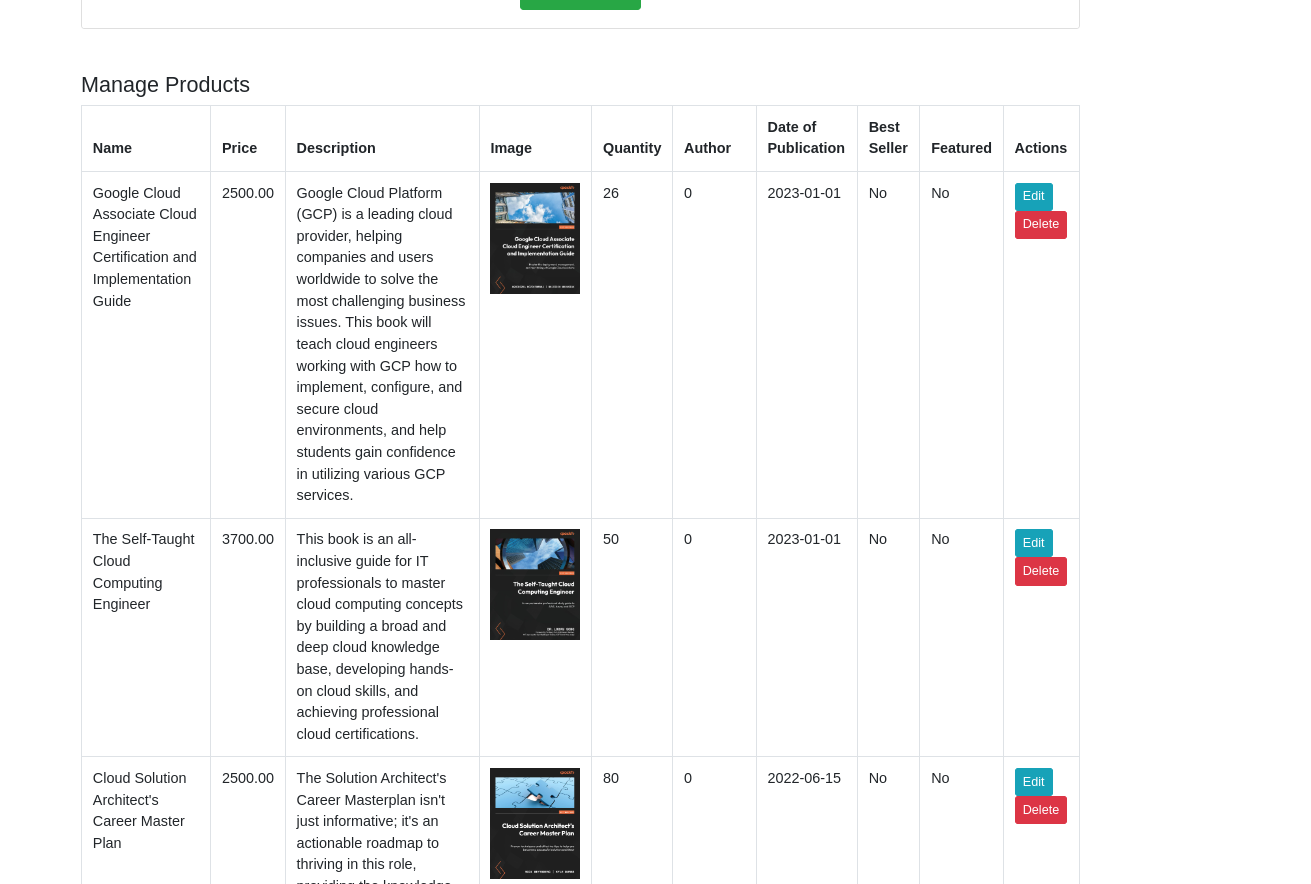 Manage Products
Name Price Description Image Quantity Author Date of Publication Best Seller Featured Actions
Google Cloud
Associate Cloud
Engineer
Certification and
Implementation
Guide
2500.00
Google Cloud Platform
(GCP) is a leading cloud
provider, helping
companies and users
worldwide to solve the
most challenging business
issues. This book will
teach cloud engineers
working with GCP how to
implement, configure, and
secure cloud
environments, and help
students gain confidence
in utilizing various GCP
services.
Google Cloud Associate
Cloud Engineer Certification
and Implementation Guide
26
0
2023-01-01
No
No
Edit
Delete
The Self-Taught
Cloud
Computing
Engineer
3700.00
This book is an all-
inclusive guide for IT
professionals to master
cloud computing concepts
by building a broad and
deep cloud knowledge
base, developing hands-
on cloud skills, and
achieving professional
cloud certifications.
The Self-Taught Cloud
Computing Engineer
50
0
2023-01-01
No
No
Edit
Delete
Cloud Solution
Architect's
Career Master
Plan
2500.00
The Solution Architect's
Career Masterplan isn't
just informative; it's an
actionable roadmap to
thriving in this role,
providing the knowledge
Cloud Solution Architect's
Career Master Plan
80
0
2022-06-15
No
No
Edit
Delete